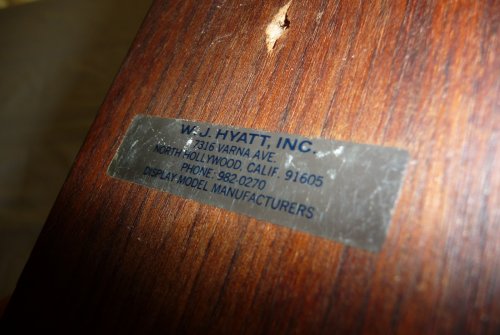 W.J. HYATT, INC.
7316 VARNA AVE.
NORTH HOLLYWOOD, CALIF. 91605
PHONE: 982-0270
DISPLAY MODEL MANUFACTURERS